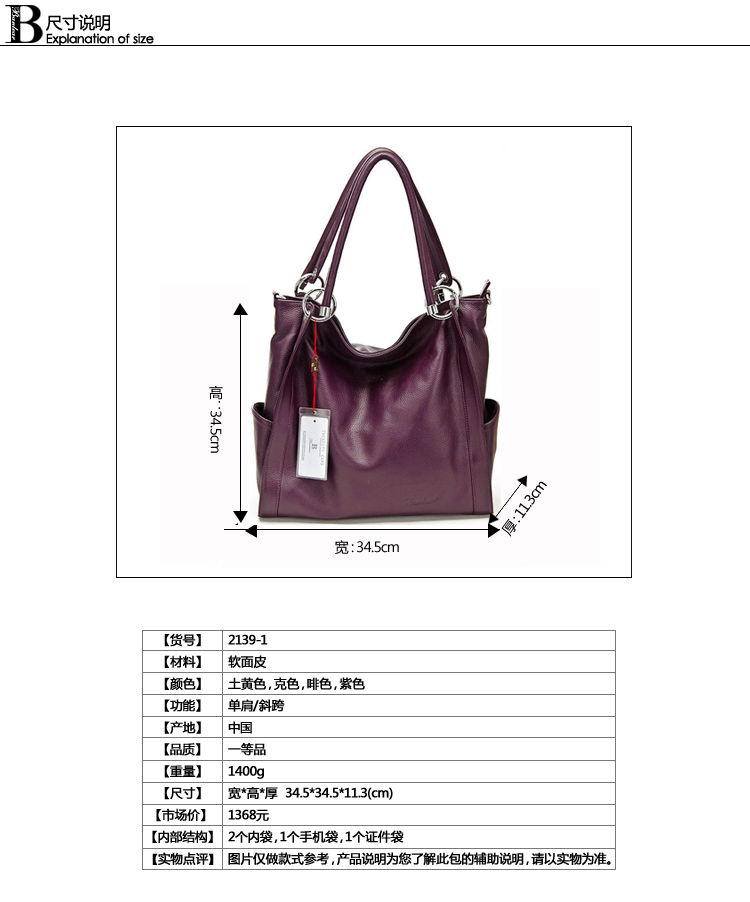 B 尺寸说明
Explanation of size
高:34.5cm
厚:11.3cm
宽:34.5cm
【货号】 2139-1
【材料】 软面皮
【颜色】 土黄色,克色,啡色,紫色
【功能】 单肩/斜跨
【产地】 中国
【品质】 一等品
【重量】 1400g
【尺寸】 宽*高*厚 34.5*34.5*11.3(cm)
【市场价】 1368元
【内部结构】 2个内袋,1个手机袋,1个证件袋
【实物点评】 图片仅做款式参考,产品说明为您了解此包的辅助说明,请以实物为准。